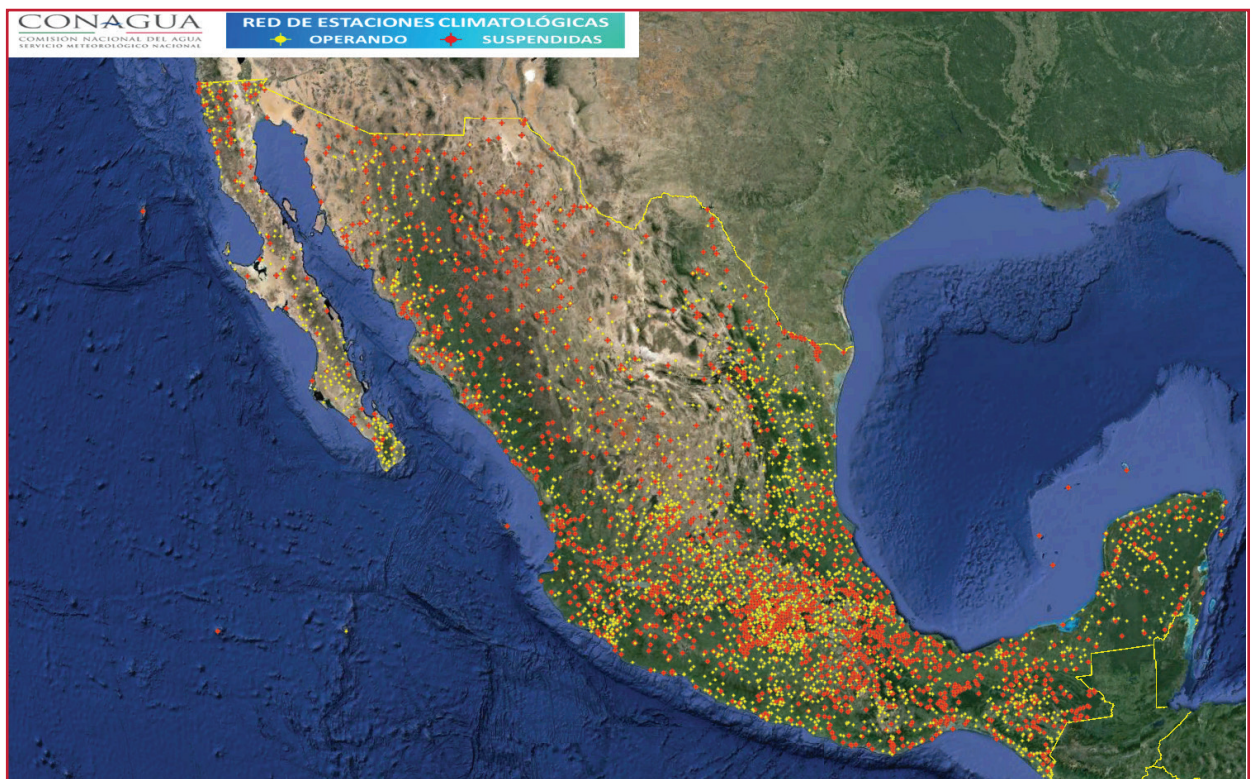 CONAGUA
COMISIÓN NACIONAL DEL AGUA
SERVICIO METEOROLÓGICO NACIONAL
RED DE ESTACIONES CLIMATOLÓGICAS
OPERANDO SUSPENDIDAS